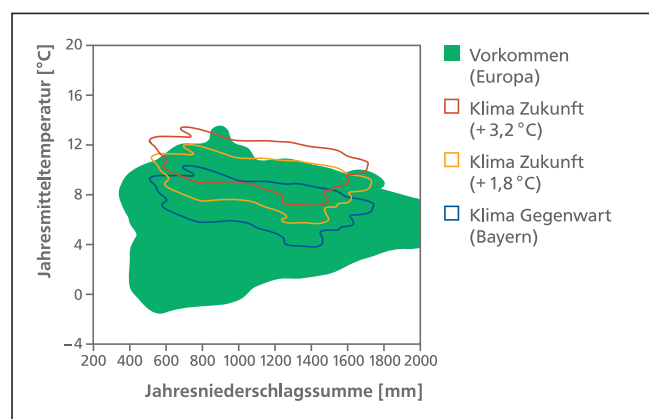 Jahresmitteltemperatur [°C]
20
16
12
8
4
0
−4
200 400 600 800 1000 1200 1400 1600 1800 2000
Jahresniederschlagssumme [mm]
Vorkommen
(Europa)
Klima Zukunft
(+ 3,2 °C)
Klima Zukunft
(+ 1,8 °C)
Klima Gegenwart
(Bayern)